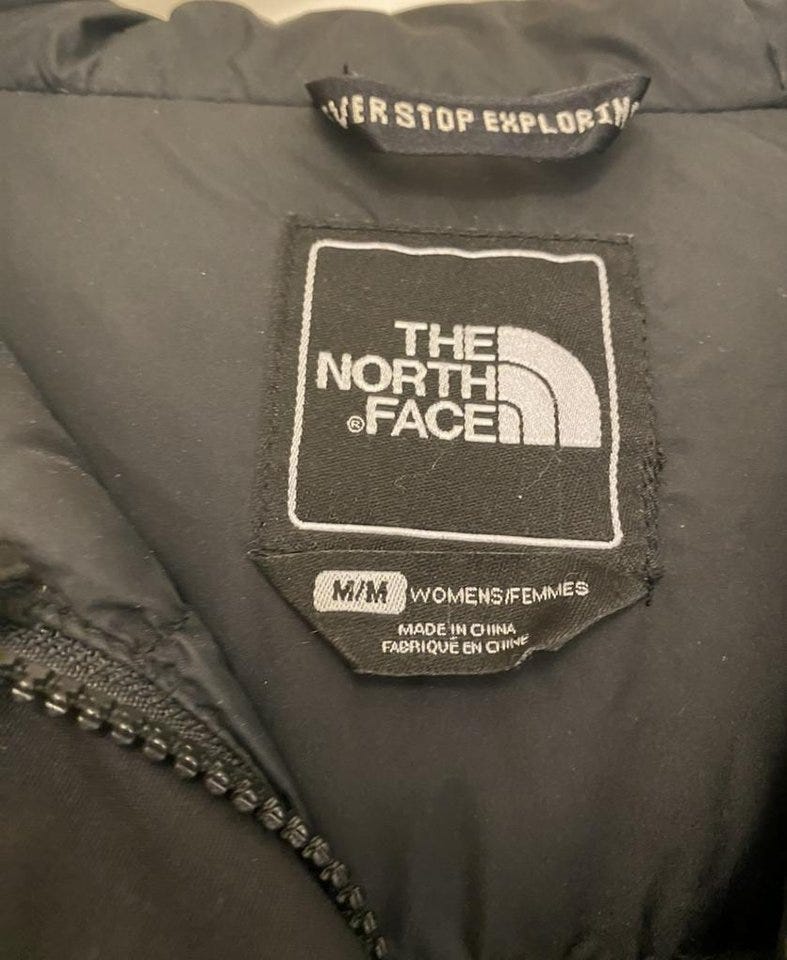 VER STOP EXPLORIN
THE
NORTH
®FACE
M/M WOMENS/FEMMES
MADE IN CHINA
FABRIQUÉ EN CHINE